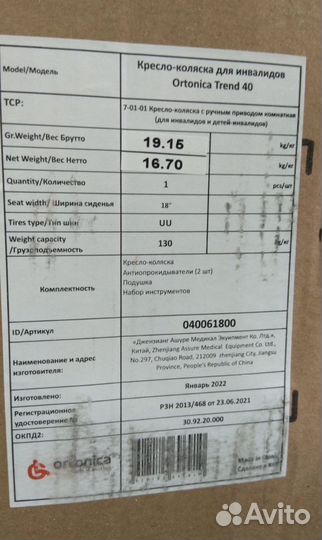 Model/Модель
Кресло-коляска для инвалидов
Ortonica Trend 40
ТСР:
7-01-01 Кресло-коляска с ручным приводом комнатная
(для инвалидов и детей-инвалидов)
Gr.Weight/Вес Брутто
19.15
kg/кг
Net Weight/Вес Нетто
16.70
kg/кг
Quantity/Количество
1
pcs/шт
Seat width/ Ширина сиденья
18"
Tires type/Тип шин
UU
Weight capacity
/Грузоподъемность
130
kg/кг
Комплектность
Кресло-коляска
Антиопрокидыватели (2 шт)
Подушка
Набор инструментов
ID/Артикул
040061800
Наименование и адрес
изготовителя:
«Джензианг Ашуре Медикал Экуипмент Ко. Лтд.»,
Китай, Zhenjiang Assure Medical Equipment Co. Ltd/
No.297, Chuqiao Road, 212009 zhenjiang City, Jiangsu
Province, People's Republic of China
Изготовлено:
Январь 2022
Регистрационное
удостоверение №
РЗН 2013/468 от 23.06.2021
ОКПД2:
30.92.20.000
ortonica
Made in
Сделано в
Avito